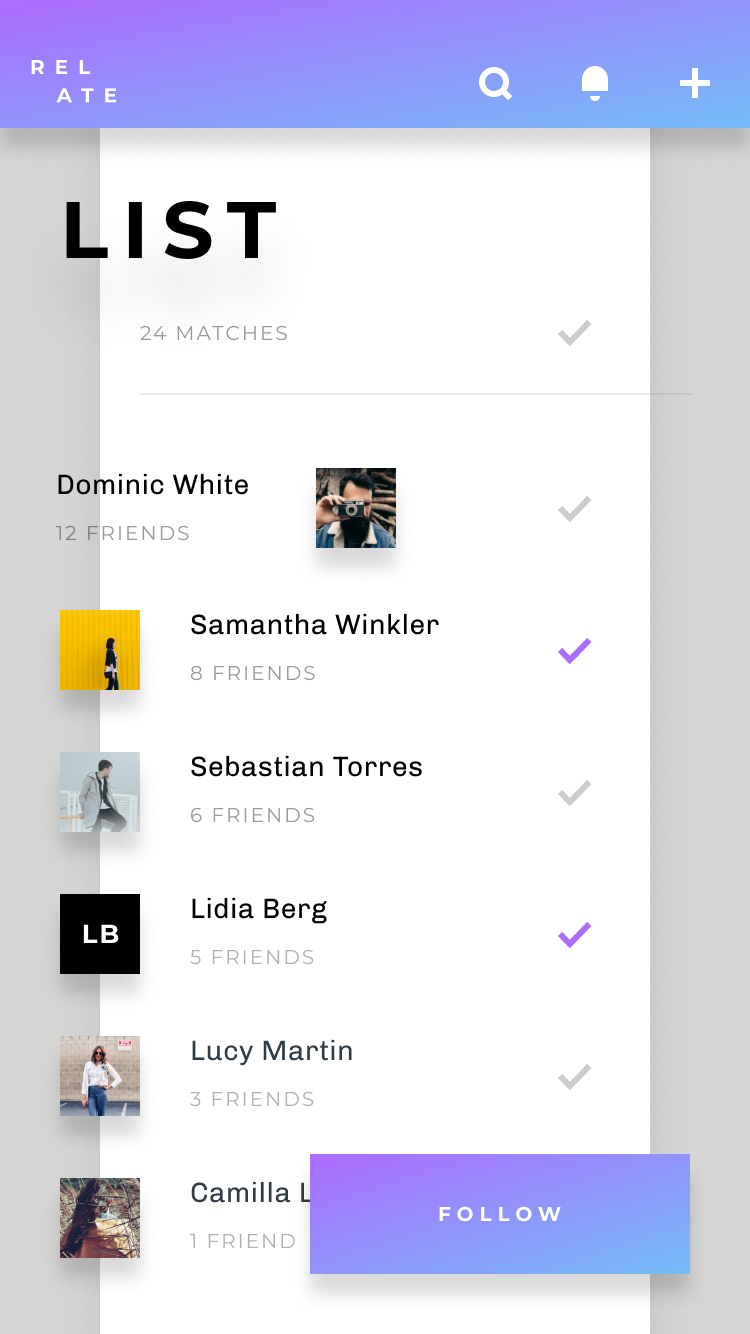 REL
ATE
LIST
24 MATCHES
Dominic White
12 FRIENDS
Samantha Winkler
8 FRIENDS
Sebastian Torres
6 FRIENDS
LB
Lidia Berg
5 FRIENDS
Lucy Martin
3 FRIENDS
Camilla L
1 FRIEND
FOLLOW